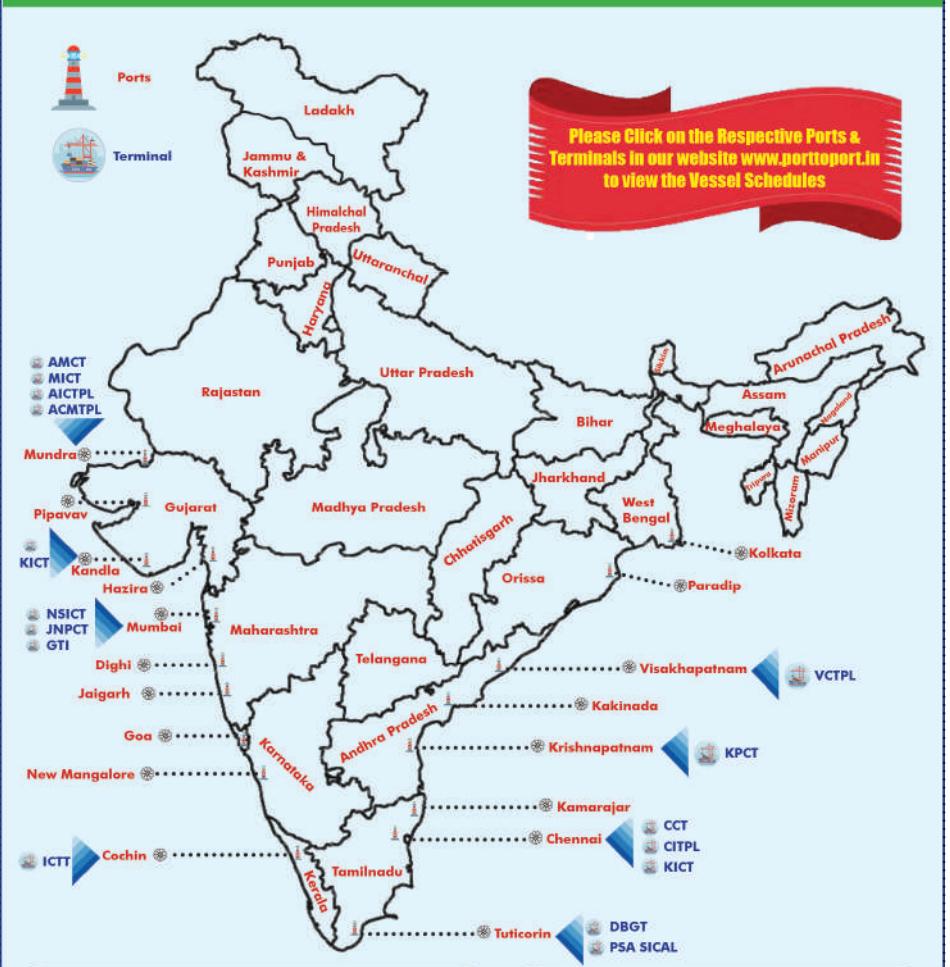 Ports
Terminal
Please Click on the Respective Ports &
Terminals in our website www.porttoport.in
to view the Vessel Schedules
Ladakh
Jammu &
Kashmir
Himalchal
Pradesh
Punjab
Uttaranchal
Haryana
Rajastan
Uttar Pradesh
Bihar
Sikkim
Arunachal Pradesh
Assam
Nagaland
Meghalaya
Manipur
Tripura
Mizoram
Jharkhand
West
Bengal
Gujarat
Madhya Pradesh
Chhatisgarh
Orissa
Maharashtra
Telangana
Andhra Pradesh
Karnataka
Tamilnadu
Kerala
AMCT
MICT
AICTPL
ACMTPL
Mundra
Pipavav
KICT
Kandla
Hazira
NSICT
JNPCT
GTI
Mumbai
Dighi
Jaigarh
Goa
New Mangalore
ICTT
Cochin
Kolkata
Paradip
Visakhapatnam
VCTPL
Kakinada
Krishnapatnam
KPCT
Kamarajar
Chennai
CCT
CITPL
KICT
Tuticorin
DBGT
PSA SICAL